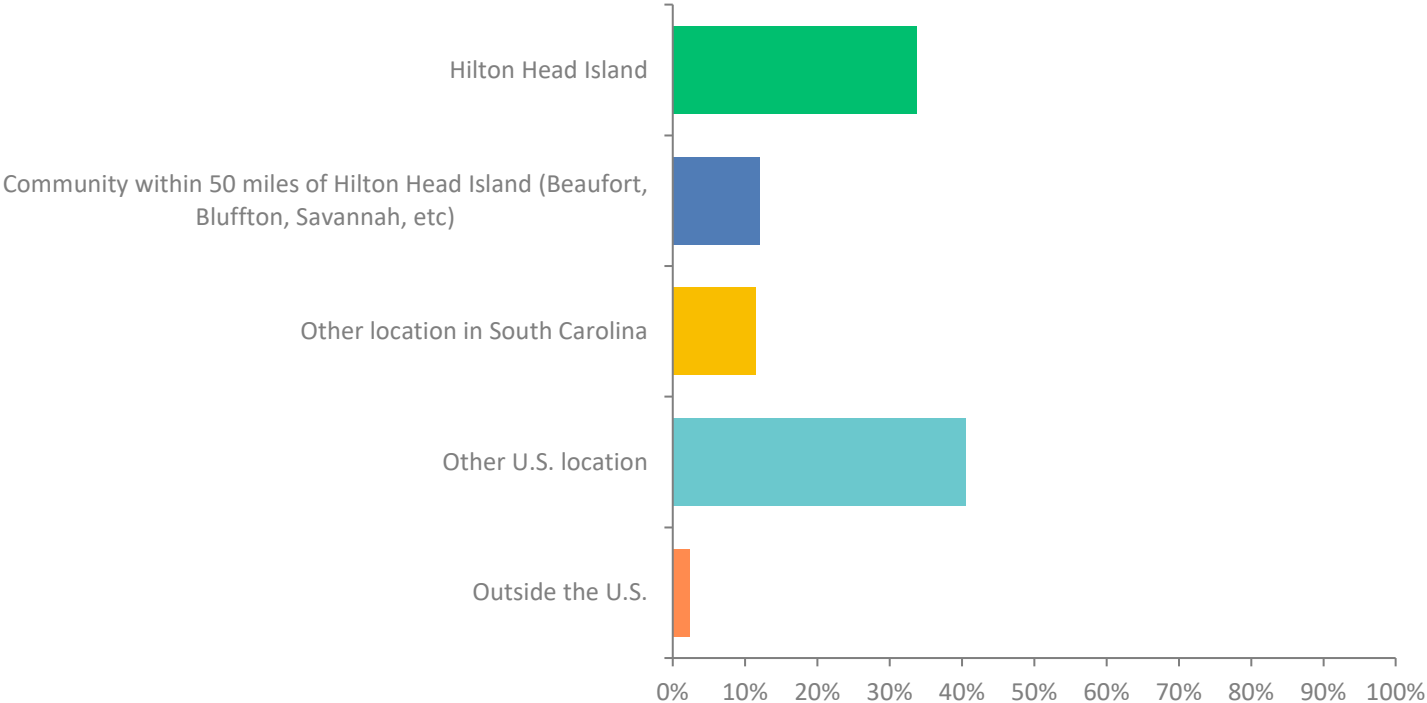 Hilton Head Island
Community within 50 miles of Hilton Head Island (Beaufort,
Bluffton, Savannah, etc)
Other location in South Carolina
Other U.S. location
Outside the U.S.
0% 10% 20% 30% 40% 50% 60% 70% 80% 90% 100%